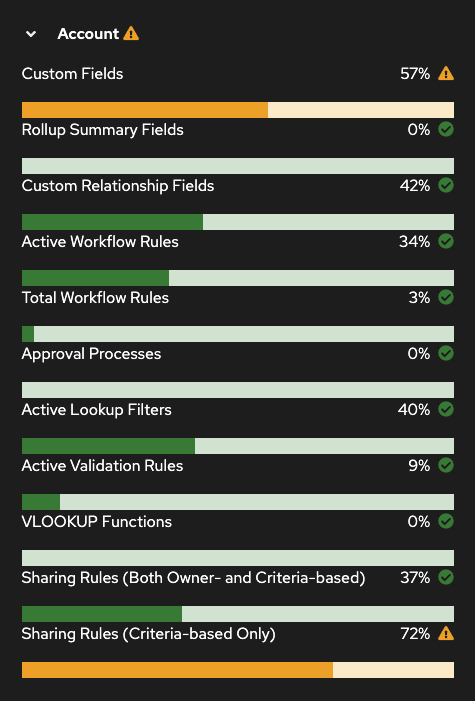 Account
Custom Fields 57%
Rollup Summary Fields 0%
Custom Relationship Fields 42%
Active Workflow Rules 34%
Total Workflow Rules 3%
Approval Processes 0%
Active Lookup Filters 40%
Active Validation Rules 9%
VLOOKUP Functions 0%
Sharing Rules (Both Owner- and Criteria-based) 37%
Sharing Rules (Criteria-based Only) 72%